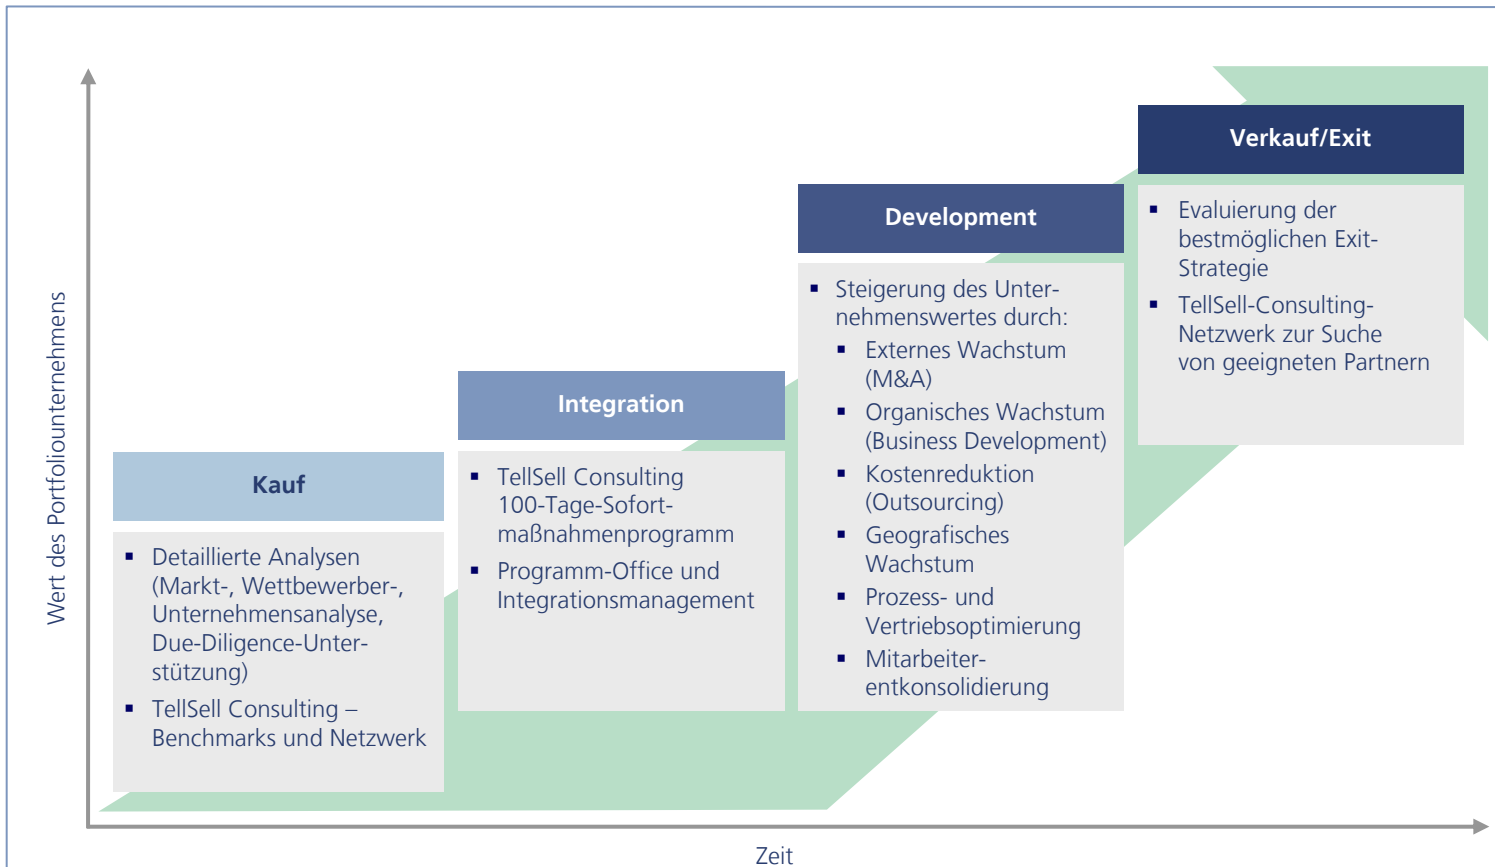 Wert des Portfoliounternehmens
Kauf
Detaillierte Analysen
(Markt-, Wettbewerber-,
Unternehmensanalyse,
Due-Diligence-Unter-
stützung)
TellSell Consulting –
Benchmarks und Netzwerk
Integration
TellSell Consulting
100-Tage-Sofort-
maßnahmenprogramm
Programm-Office und
Integrationsmanagement
Development
Steigerung des Unter-
nehmenswertes durch:
Externes Wachstum
(M&A)
Organisches Wachstum
(Business Development)
Kostenreduktion
(Outsourcing)
Geografisches
Wachstum
Prozess- und
Vertriebsoptimierung
Mitarbeiter-
entkonsolidierung
Verkauf/Exit
Evaluierung der
bestmöglichen Exit-
Strategie
TellSell-Consulting-
Netzwerk zur Suche
von geeigneten Partnern
Zeit